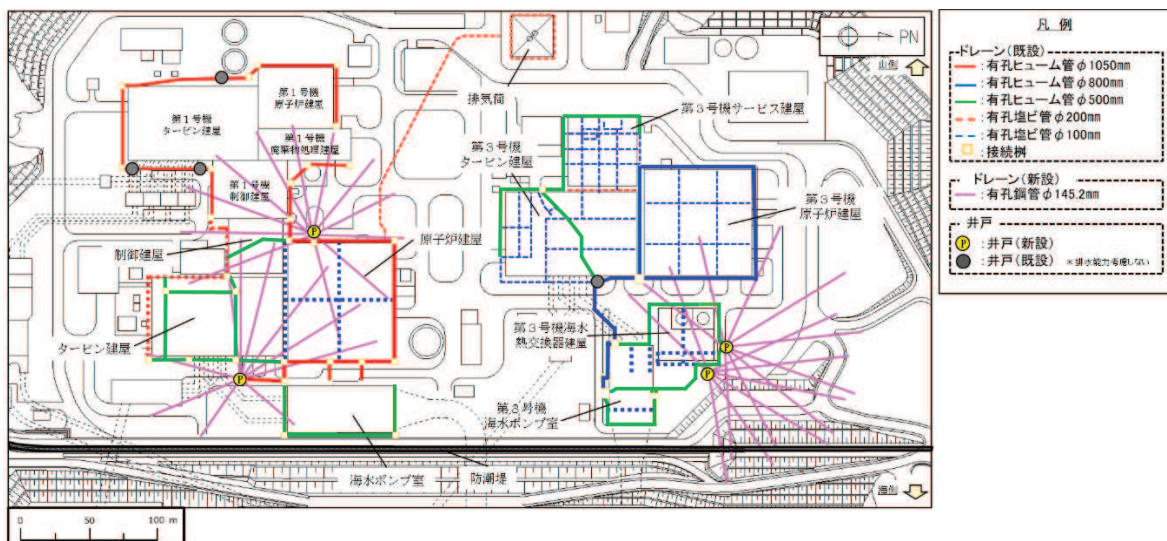 第1号機
原子炉建屋
第1号機
タービン建屋
第1号機
廃棄物処理建屋
第1号機
制御建屋
排気筒
第3号機サービス建屋
第3号機
タービン建屋
第3号機
原子炉建屋
制御建屋
原子炉建屋
タービン建屋
第3号機海水
熱交換器建屋
第3号機
海水ポンプ室
海水ポンプ室
防潮堤
P
P
P
P
PN
山側
海側
0 50 100 m
凡 例
ドレーン(既設)
:有孔ヒューム管φ1050mm
:有孔ヒューム管φ800mm
:有孔ヒューム管φ500mm
:有孔塩ビ管φ200mm
:有孔塩ビ管φ100mm
:接続桝
ドレーン(新設)
:有孔鋼管φ145.2mm
井戸
P :井戸(新設)
:井戸(既設) ※排水能力考慮しない